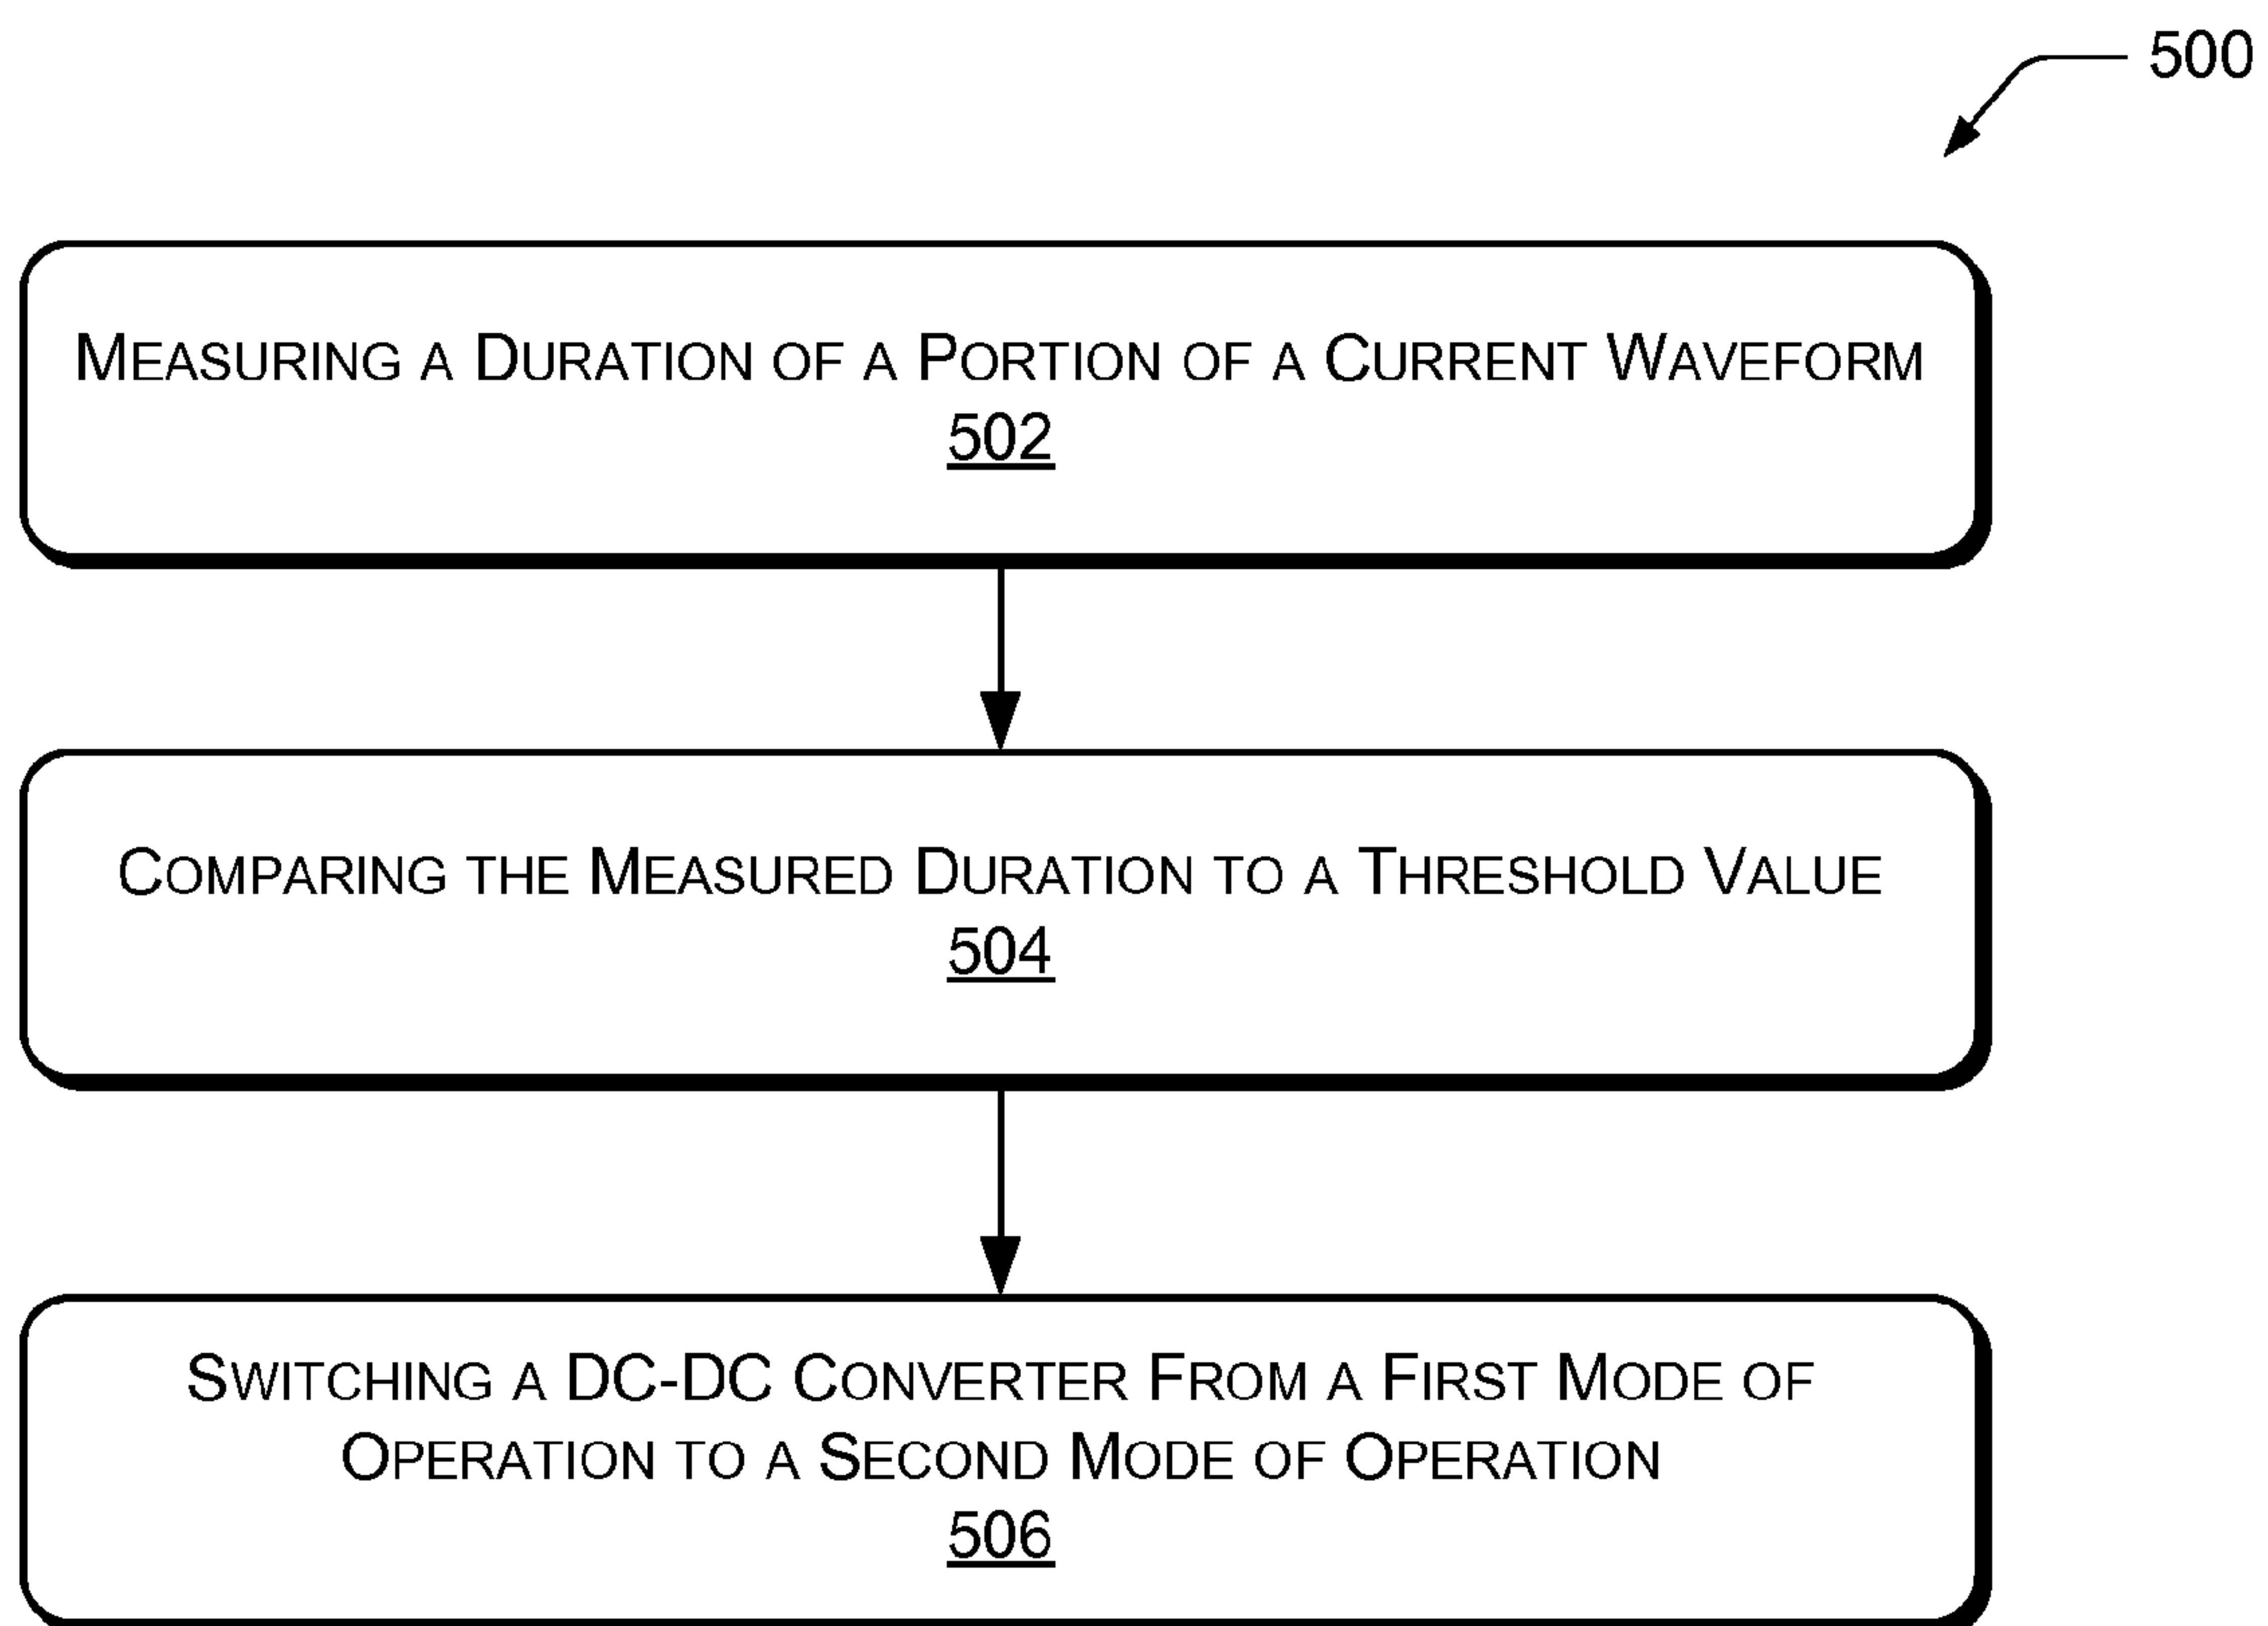 500
Measuring a Duration of a Portion of a Current Waveform
502
Comparing the Measured Duration to a Threshold Value
504
Switching a DC-DC Converter From a First Mode of
Operation to a Second Mode of Operation
506